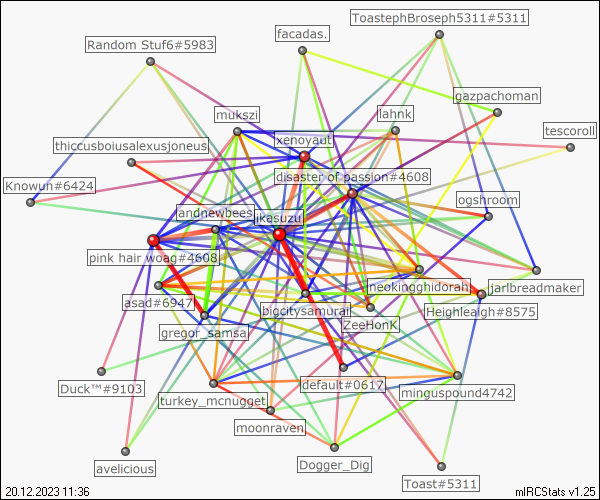 ToastephBroseph5311#5311
facadas.
Random Stuf6#5983
gazpachoman
mukszi
lahnk
tescoroll
xenoyaut
thiccusboiusalexusjoneus
disaster of passion#4608
Knowun#6424
ogshroom
andnewbees
jkasuzu
pink hair woag#4608
neokingghidorah
jarlbreadmaker
asad#6947
bigcitysamurai
Heighleaigh#8575
gregor_samsa
ZeeHonK
Duck™#9103
default#0617
minguspound4742
turkey_mcnugget
moonraven
avelicious
Dogger_Dig
Toast#5311
20.12.2023 11:36
mIRCStats v1.25